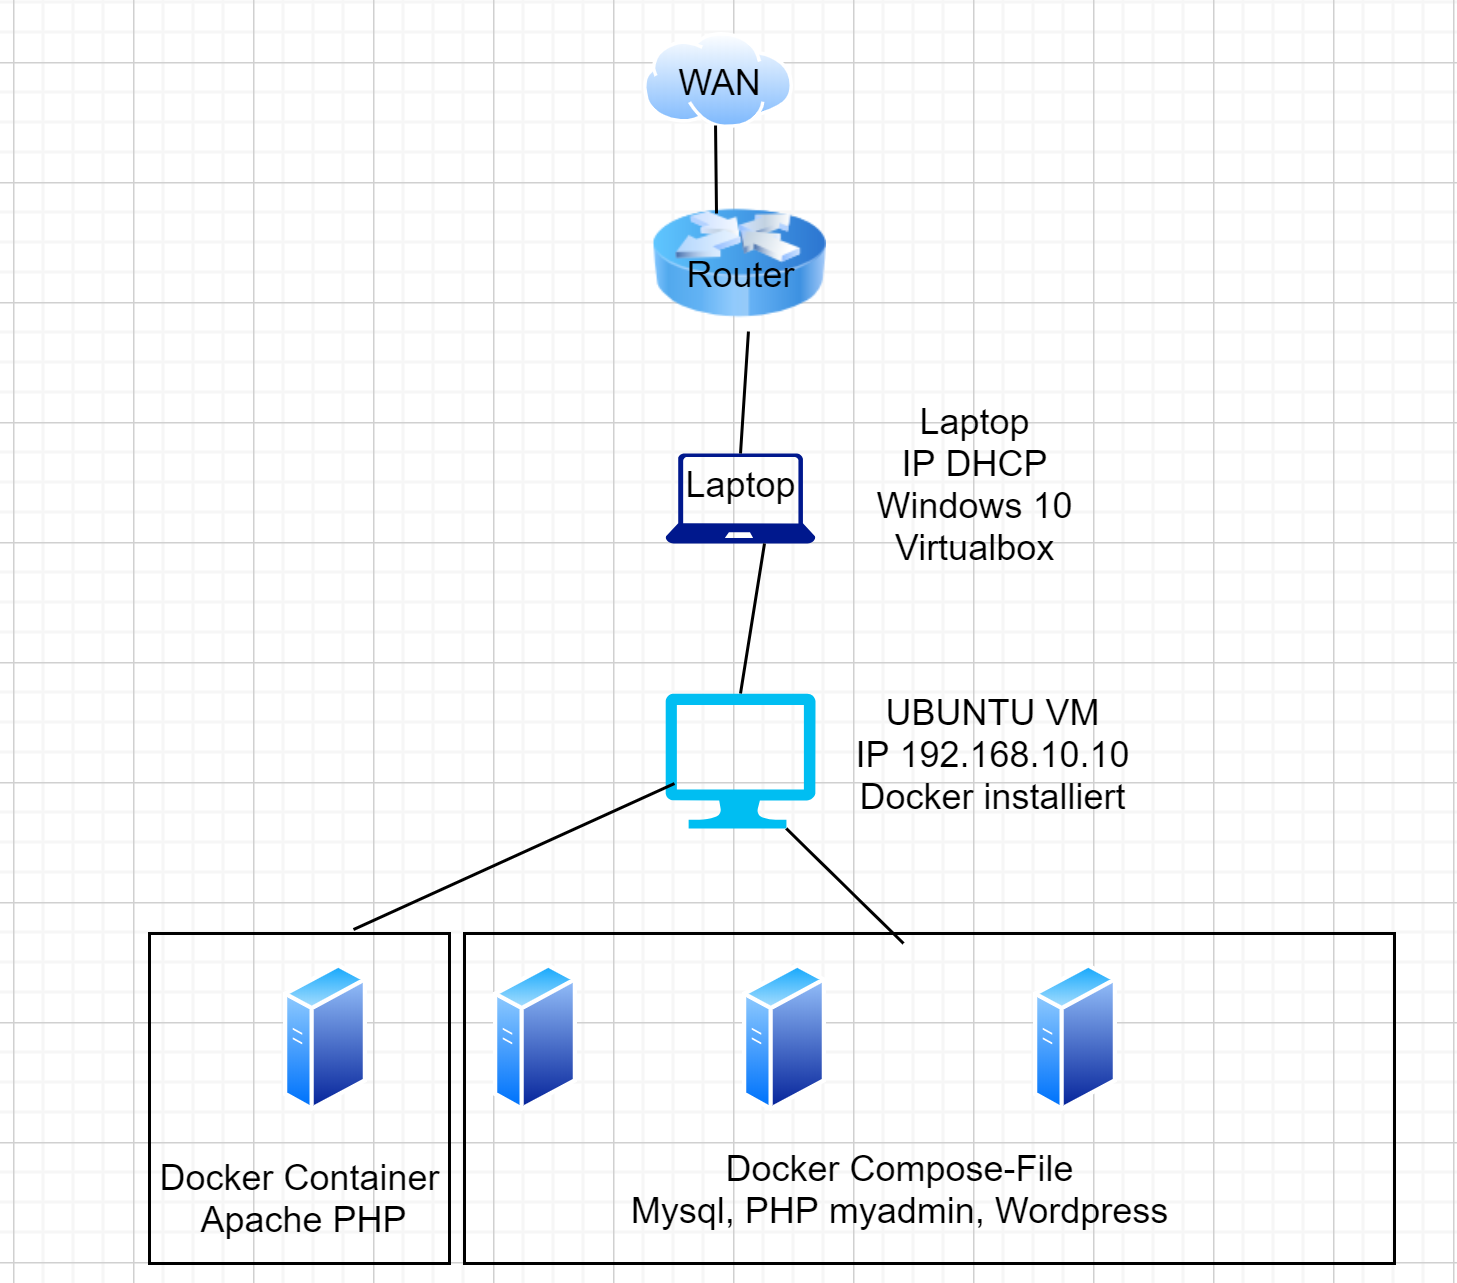 WAN
Router
Laptop
Laptop
IP DHCP
Windows 10
Virtualbox
UBUNTU VM
IP 192.168.10.10
Docker installiert
Docker Container
Apache PHP
Docker Compose-File
Mysql, PHP myadmin, Wordpress